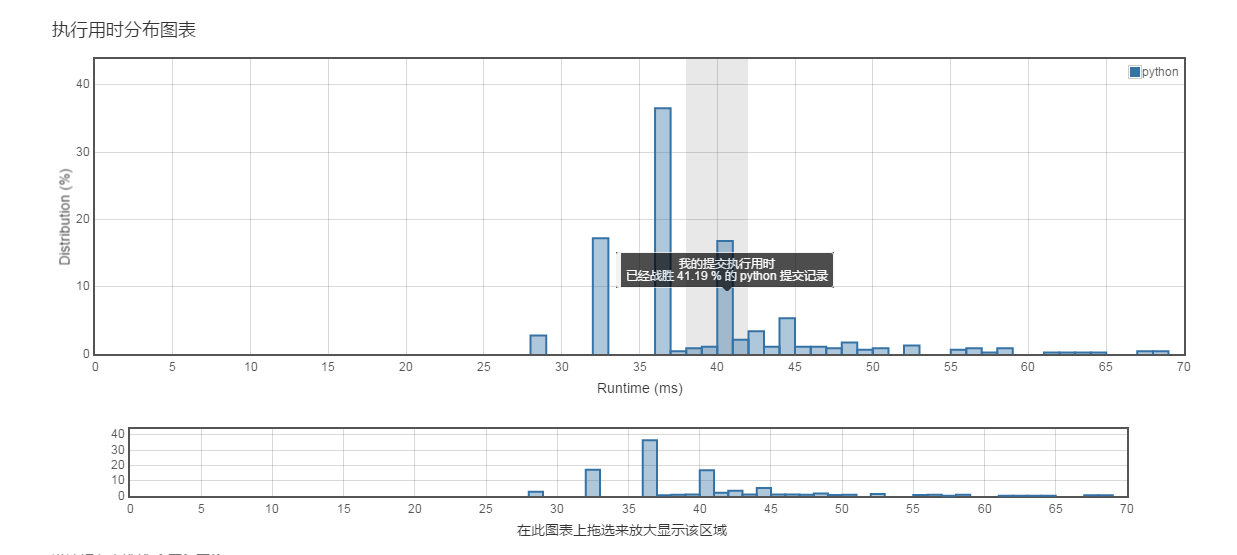 执行用时分布图表
python
40
30
20
10
0
Distribution (%)
我的提交执行用时
已经战胜 41.19 % 的 python 提交记录
0 5 10 15 20 25 30 35 40 45 50 55 60 65 70
Runtime (ms)
40
30
20
10
0
0 5 10 15 20 25 30 35 40 45 50 55 60 65 70
在此图表上拖选来放大显示该区域